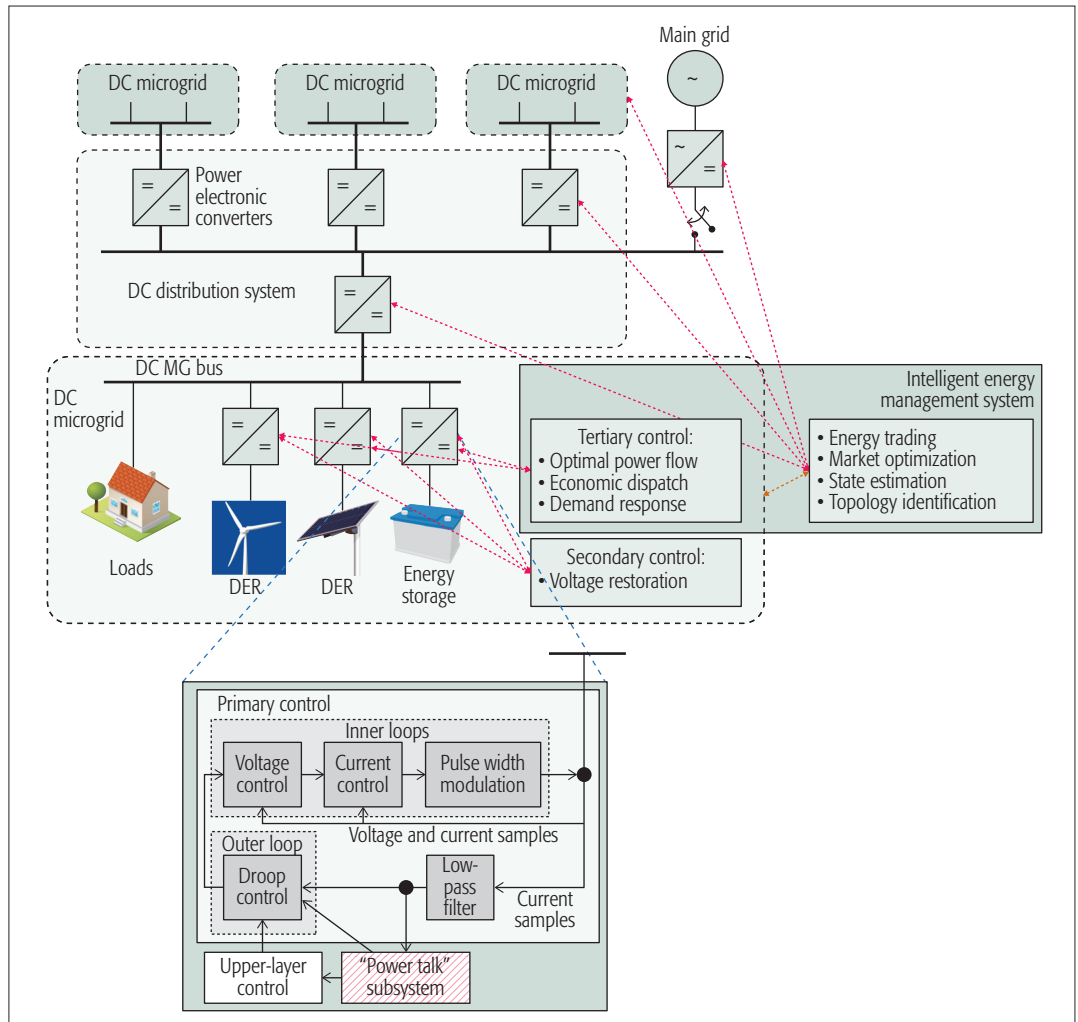 Main grid
DC microgrid
DC microgrid
DC microgrid
~
~
=
=
=
=
=
=
=
Power
electronic
converters
DC distribution system
=
=
DC MG bus
DC
microgrid
=
=
=
=
=
=
Intelligent energy
management system
Tertiary control:
• Optimal power flow
• Economic dispatch
• Demand response
• Energy trading
• Market optimization
• State estimation
• Topology identification
Secondary control:
• Voltage restoration
Loads
DER
DER
Energy
storage
Primary control
Inner loops
Voltage
control
Current
control
Pulse width
modulation
Voltage and current samples
Outer loop
Droop
control
Low-
pass
filter
Current
samples
Upper-layer
control
“Power talk”
subsystem